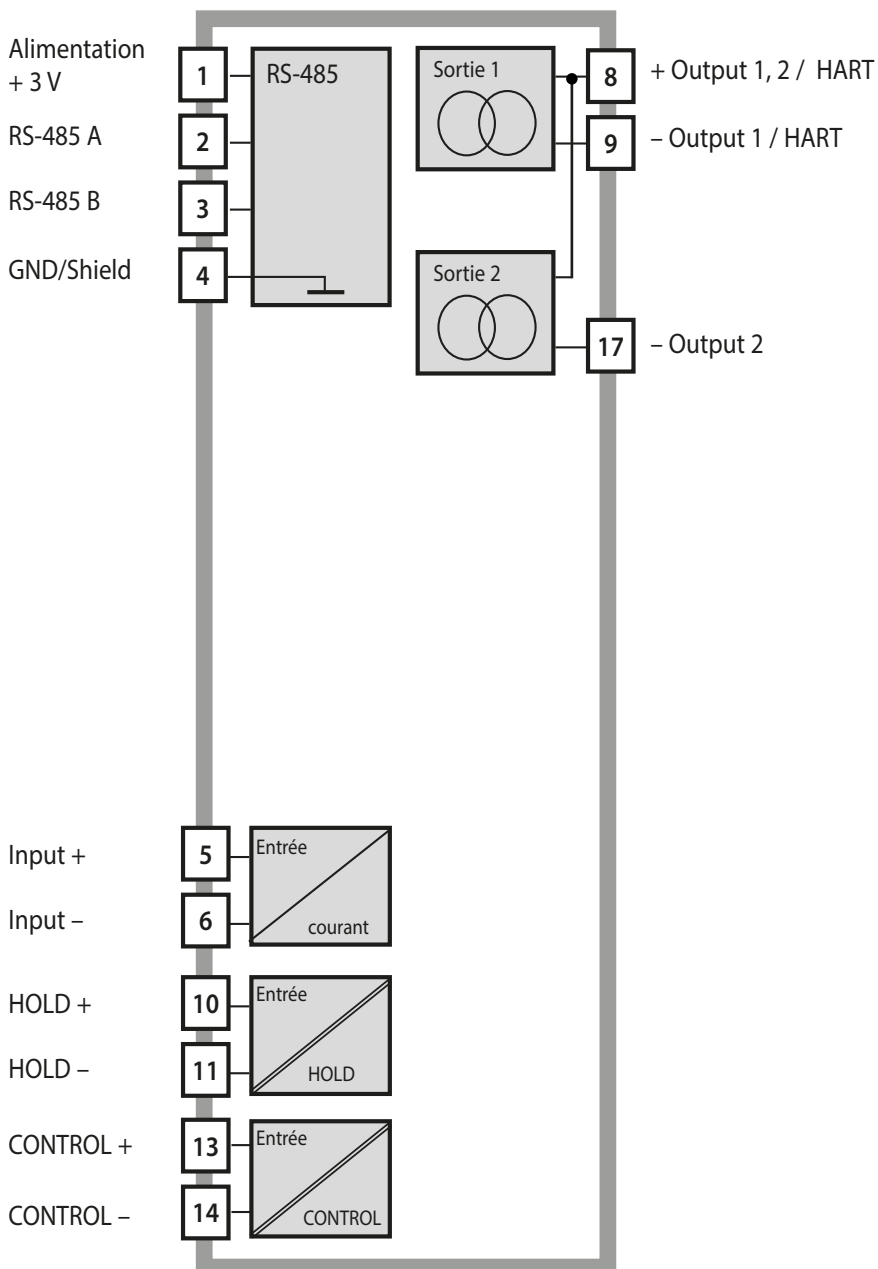 Alimentation
+ 3 V
1
RS-485
RS-485 A
2
RS-485 B
3
GND/Shield
4
Sortie 1
8
+ Output 1, 2 / HART
9
– Output 1 / HART
Sortie 2
17
– Output 2
Input +
5
Entrée
Input –
6
courant
HOLD +
10
Entrée
HOLD –
11
HOLD
CONTROL +
13
Entrée
CONTROL –
14
CONTROL